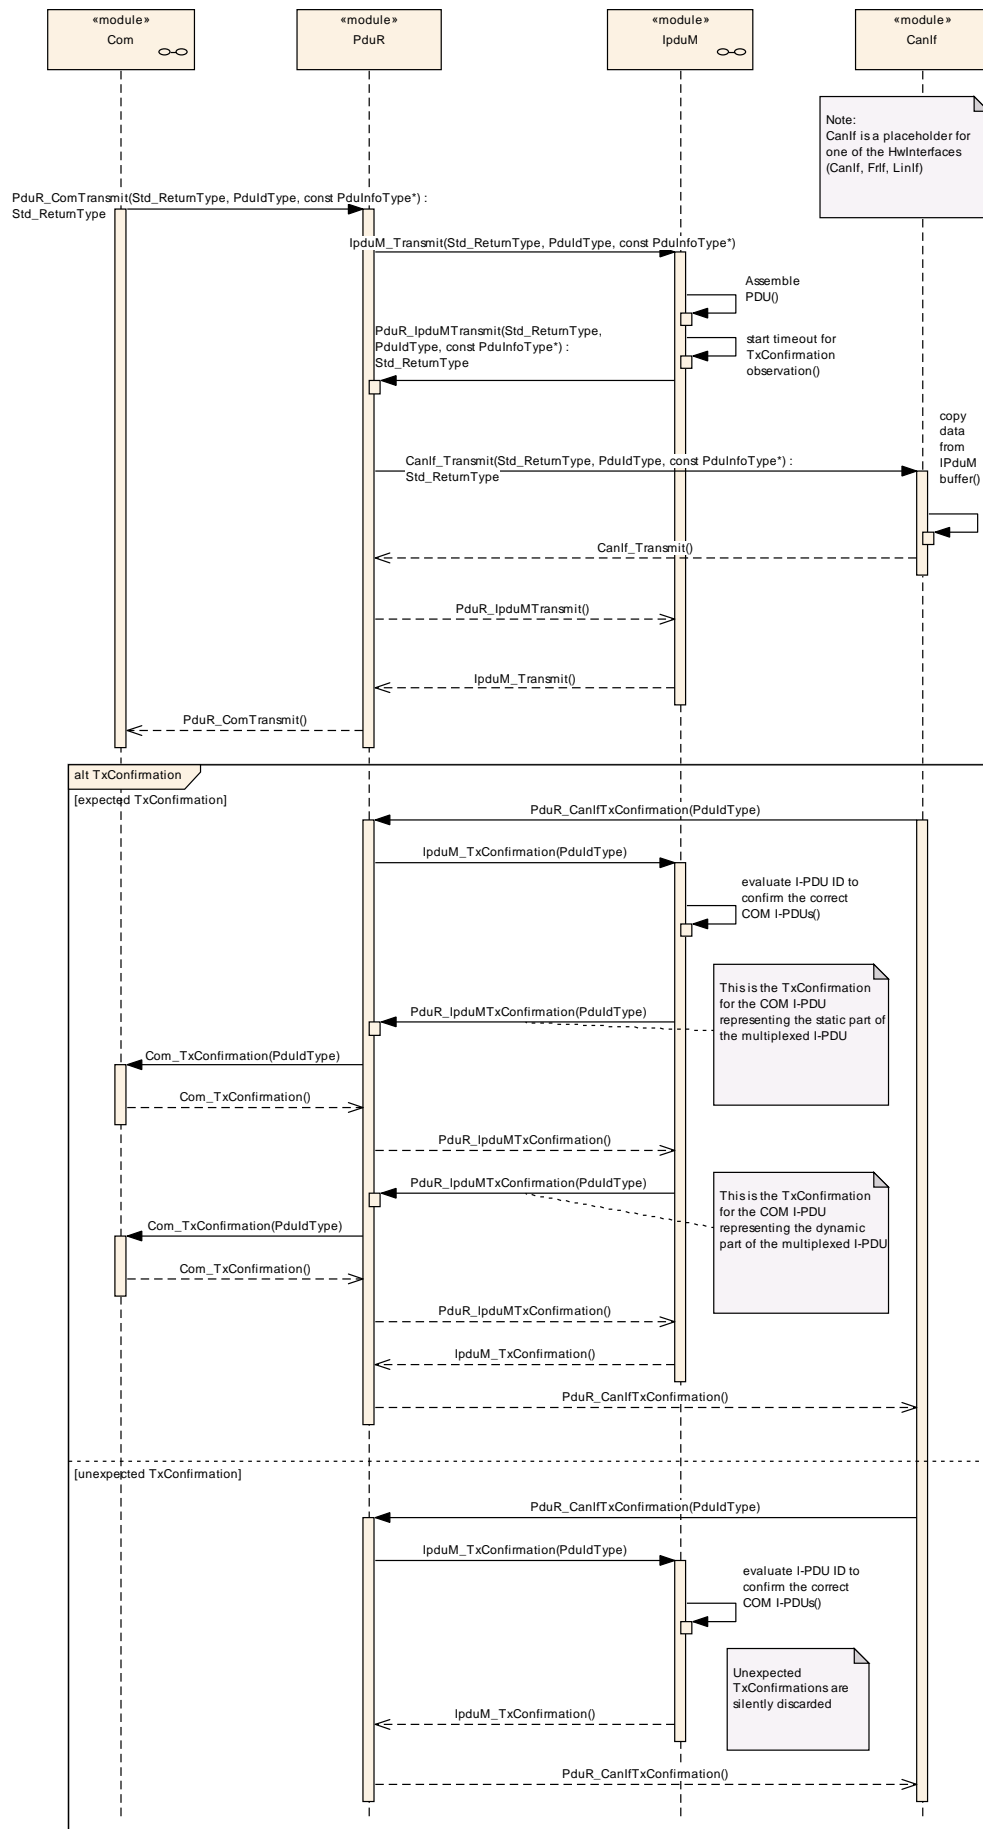 «module»
Com
«module»
PduR
«module»
IpduM
«module»
CanIf
Note:
CanIf is a placeholder for
one of the HwInterfaces
(CanIf, FrIf, LinIf)
PduR_ComTransmit(Std_ReturnType, PduIdType, const PduInfoType*) :
Std_ReturnType
IpduM_Transmit(Std_ReturnType, PduIdType, const PduInfoType*)
Assemble
PDU()
PduR_IpduMTransmit(Std_ReturnType,
PduIdType, const PduInfoType*) :
Std_ReturnType
start timeout for
TxConfirmation
observation()
copy
data
from
IPduM
buffer()
CanIf_Transmit(Std_ReturnType, PduIdType, const PduInfoType*) :
Std_ReturnType
CanIf_Transmit()
PduR_IpduMTransmit()
IpduM_Transmit()
PduR_ComTransmit()
alt TxConfirmation
[expected TxConfirmation]
PduR_CanIfTxConfirmation(PduIdType)
IpduM_TxConfirmation(PduIdType)
evaluate I-PDU ID to
confirm the correct
COM I-PDUs()
This is the TxConfirmation
for the COM I-PDU
representing the static part of
the multiplexed I-PDU
PduR_IpduMTxConfirmation(PduIdType)
Com_TxConfirmation(PduIdType)
Com_TxConfirmation()
PduR_IpduMTxConfirmation()
PduR_IpduMTxConfirmation(PduIdType)
This is the TxConfirmation
for the COM I-PDU
representing the dynamic
part of the multiplexed I-PDU
Com_TxConfirmation(PduIdType)
Com_TxConfirmation()
PduR_IpduMTxConfirmation()
IpduM_TxConfirmation()
PduR_CanIfTxConfirmation()
[unexpected TxConfirmation]
PduR_CanIfTxConfirmation(PduIdType)
IpduM_TxConfirmation(PduIdType)
evaluate I-PDU ID to
confirm the correct
COM I-PDUs()
Unexpected
TxConfirmations are
silently discarded
IpduM_TxConfirmation()
PduR_CanIfTxConfirmation()